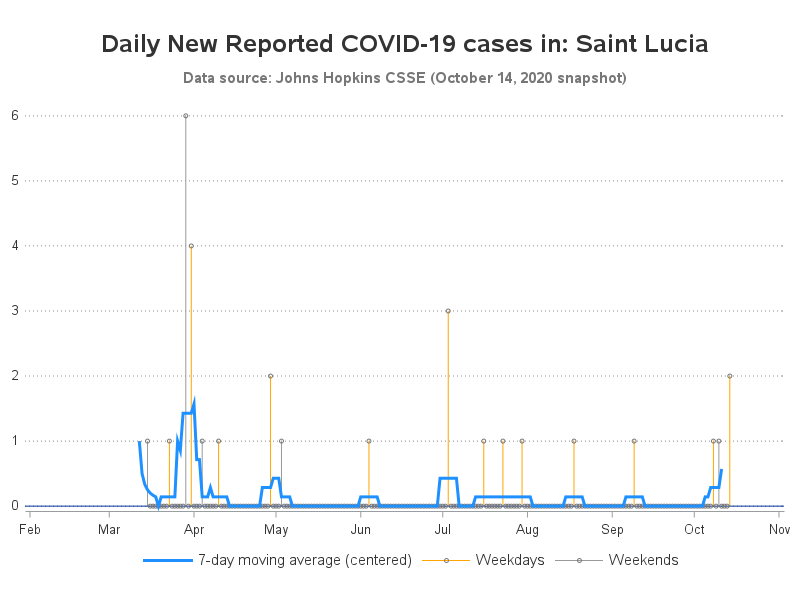 Daily New Reported COVID-19 cases in: Saint Lucia
Data source: Johns Hopkins CSSE (October 14, 2020 snapshot)
6
5
4
3
2
1
0
Feb Mar Apr May Jun Jul Aug Sep Oct Nov
7-day moving average (centered) Weekdays Weekends